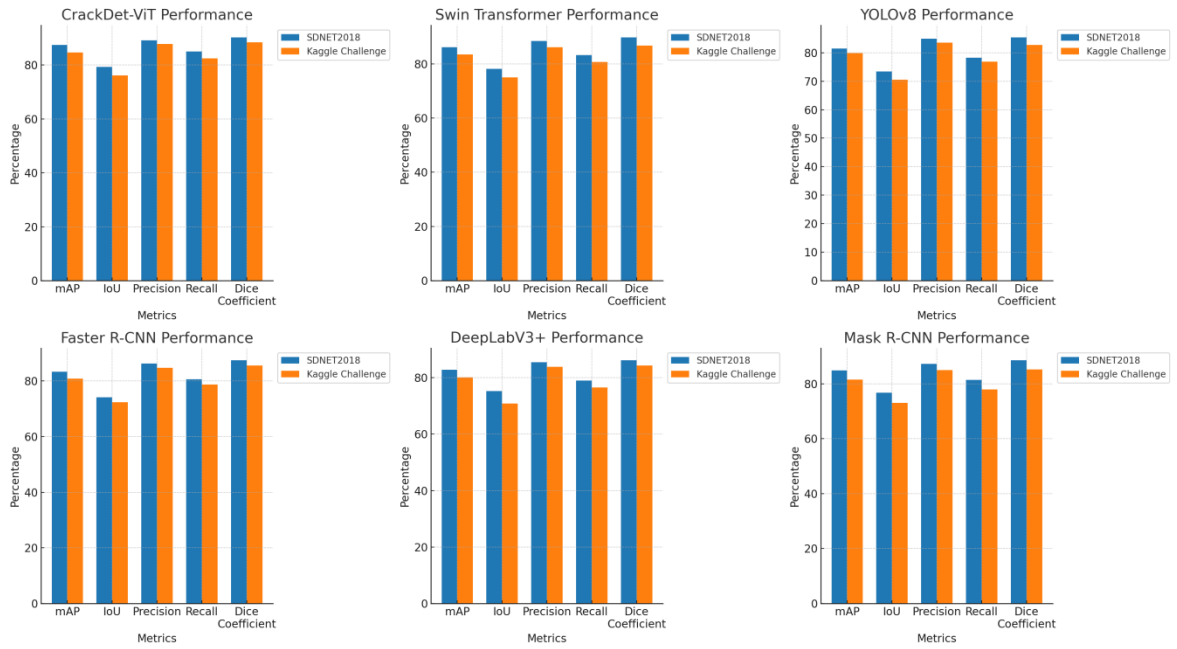 CrackDet-ViT Performance
SDNET2018
Kaggle Challenge
Percentage
80
60
40
20
0
mAP IoU Precision Recall Dice
Coefficient
Metrics
Swin Transformer Performance
SDNET2018
Kaggle Challenge
Percentage
80
60
40
20
0
mAP IoU Precision Recall Dice
Coefficient
Metrics
YOLOv8 Performance
SDNET2018
Kaggle Challenge
Percentage
80
70
60
50
40
30
20
10
0
mAP IoU Precision Recall Dice
Coefficient
Metrics
Faster R-CNN Performance
SDNET2018
Kaggle Challenge
Percentage
80
60
40
20
0
mAP IoU Precision Recall Dice
Coefficient
Metrics
DeepLabV3+ Performance
SDNET2018
Kaggle Challenge
Percentage
80
60
40
20
0
mAP IoU Precision Recall Dice
Coefficient
Metrics
Mask R-CNN Performance
SDNET2018
Kaggle Challenge
Percentage
80
60
40
20
0
mAP IoU Precision Recall Dice
Coefficient
Metrics